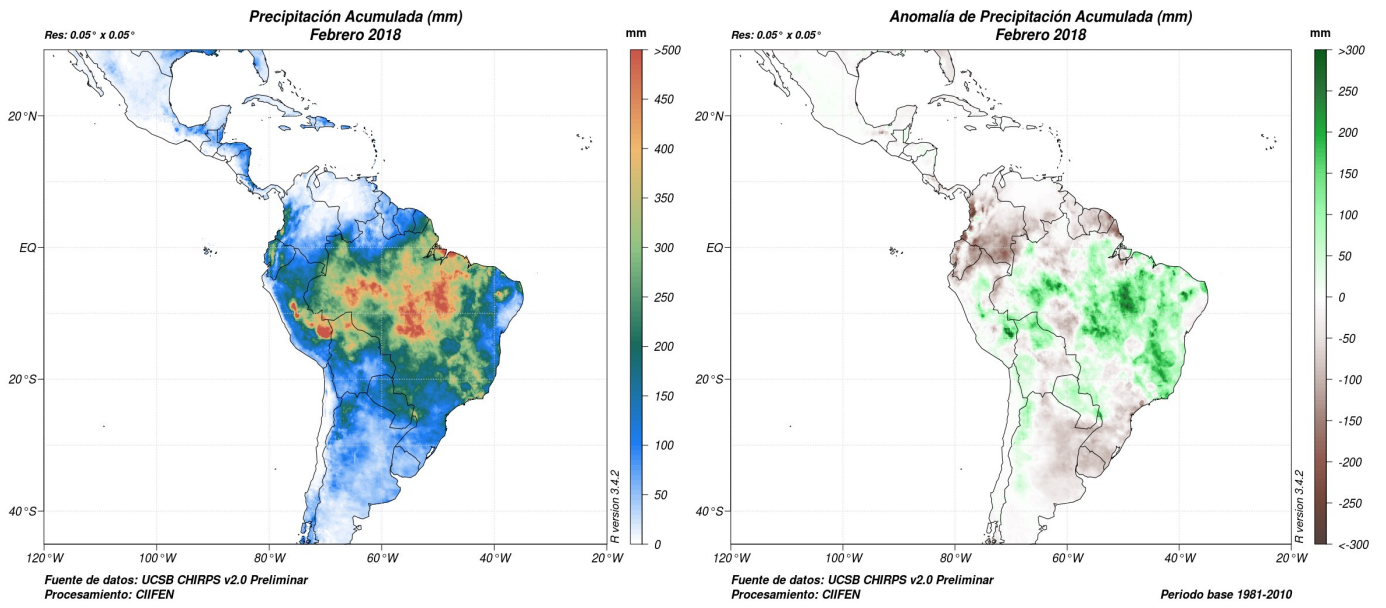 Precipitación Acumulada (mm)
Febrero 2018
Res: 0.05° x 0.05°
mm
20°N
EQ
20°S
40°S
120°W
100°W
80°W
60°W
40°W
20°W
>500
450
400
350
300
250
200
150
100
50
0
R version 3.4.2
Fuente de datos: UCSB CHIRPS v2.0 Preliminar
Procesamiento: CIIFEN
Anomalía de Precipitación Acumulada (mm)
Febrero 2018
Res: 0.05° x 0.05°
mm
20°N
EQ
20°S
40°S
120°W
100°W
80°W
60°W
40°W
20°W
>300
250
200
150
100
50
0
-50
-100
-150
-200
-250
<-300
R version 3.4.2
Fuente de datos: UCSB CHIRPS v2.0 Preliminar
Procesamiento: CIIFEN
Periodo base 1981-2010